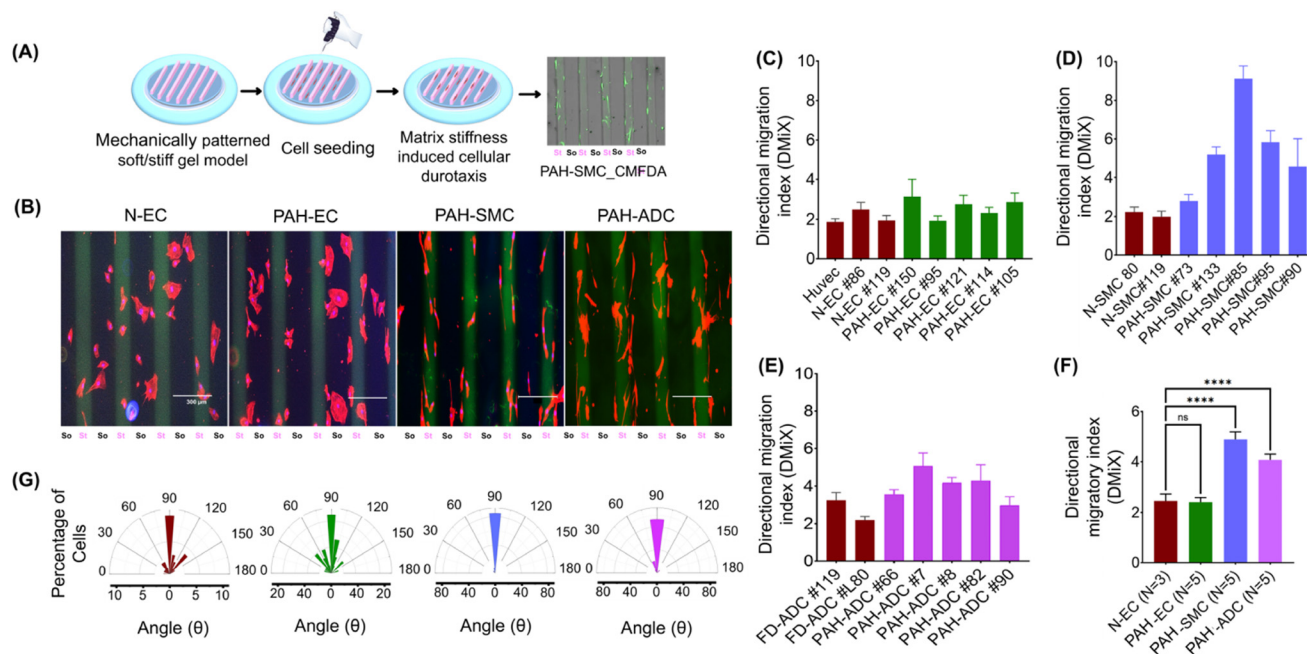 (A)
Mechanically patterned
soft/stiff gel model
Cell seeding
Matrix stiffness
induced cellular
durotaxis
St So St So St So St So
PAH-SMC_CMFDA
(B)
N-EC
PAH-EC
PAH-SMC
PAH-ADC
300 µm
So St So St So St So St So
So St So St So St So St So
So St So St So St So St So
So St So St So St So St So
(C)
Directional migration
index (DMiX)
10
8
6
4
2
0
Huvec
N-EC #86
N-EC #119
PAH-EC #150
PAH-EC #95
PAH-EC #121
PAH-EC #114
PAH-EC #105
(D)
Directional migration
index (DMiX)
10
8
6
4
2
0
N-SMC 80
N-SMC#119
PAH-SMC #73
PAH-SMC #133
PAH-SMC#85
PAH-SMC#95
PAH-SMC#90
(E)
Directional migration
index (DMiX)
10
8
6
4
2
0
FD-ADC #119
FD-ADC #L80
PAH-ADC #66
PAH-ADC #7
PAH-ADC #8
PAH-ADC #82
PAH-ADC #90
(F)
Directional
migratory index
(DMiX)
6
4
2
0
****
****
ns
N-EC (N=3)
PAH-EC (N=5)
PAH -SMC (N=5)
PAH -ADC (N=5)
(G)
Percentage of
Cells
0 30 60 90 120 150 180
10 5 0 5 10
Angle (θ)
0 30 60 90 120 150 180
20 10 0 10 20
Angle (θ)
0 30 60 90 120 150 180
80 40 0 40 80
Angle (θ)
0 30 60 90 120 150 180
80 40 0 40 80
Angle (θ)